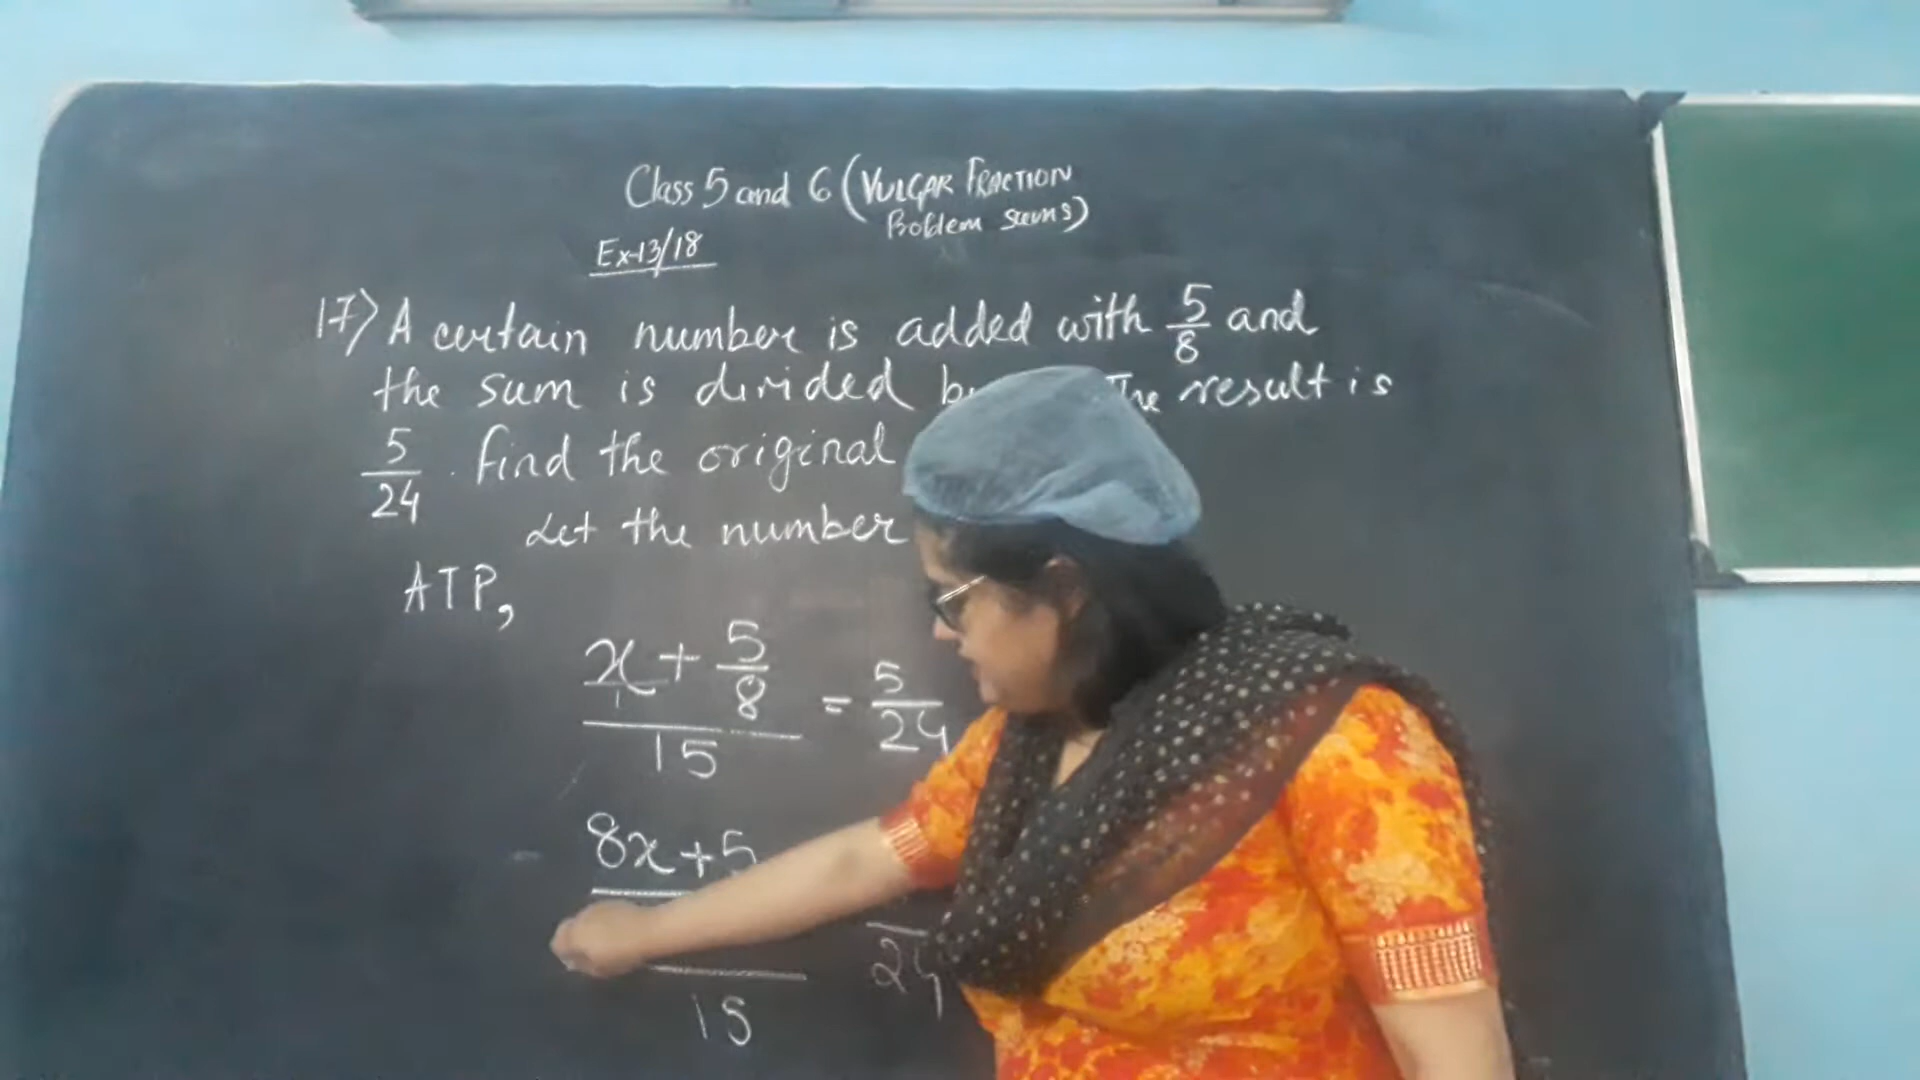 Class 5 and 6 (VULGAR FRACTION
Problem sums)
Ex-13/18
17) A certain number is added with 5/8 and
the sum is divided The result is
5/24 . Find the original
Let the number
ATP,
x + 5/8
15
= 5/24
8x+5
15
24